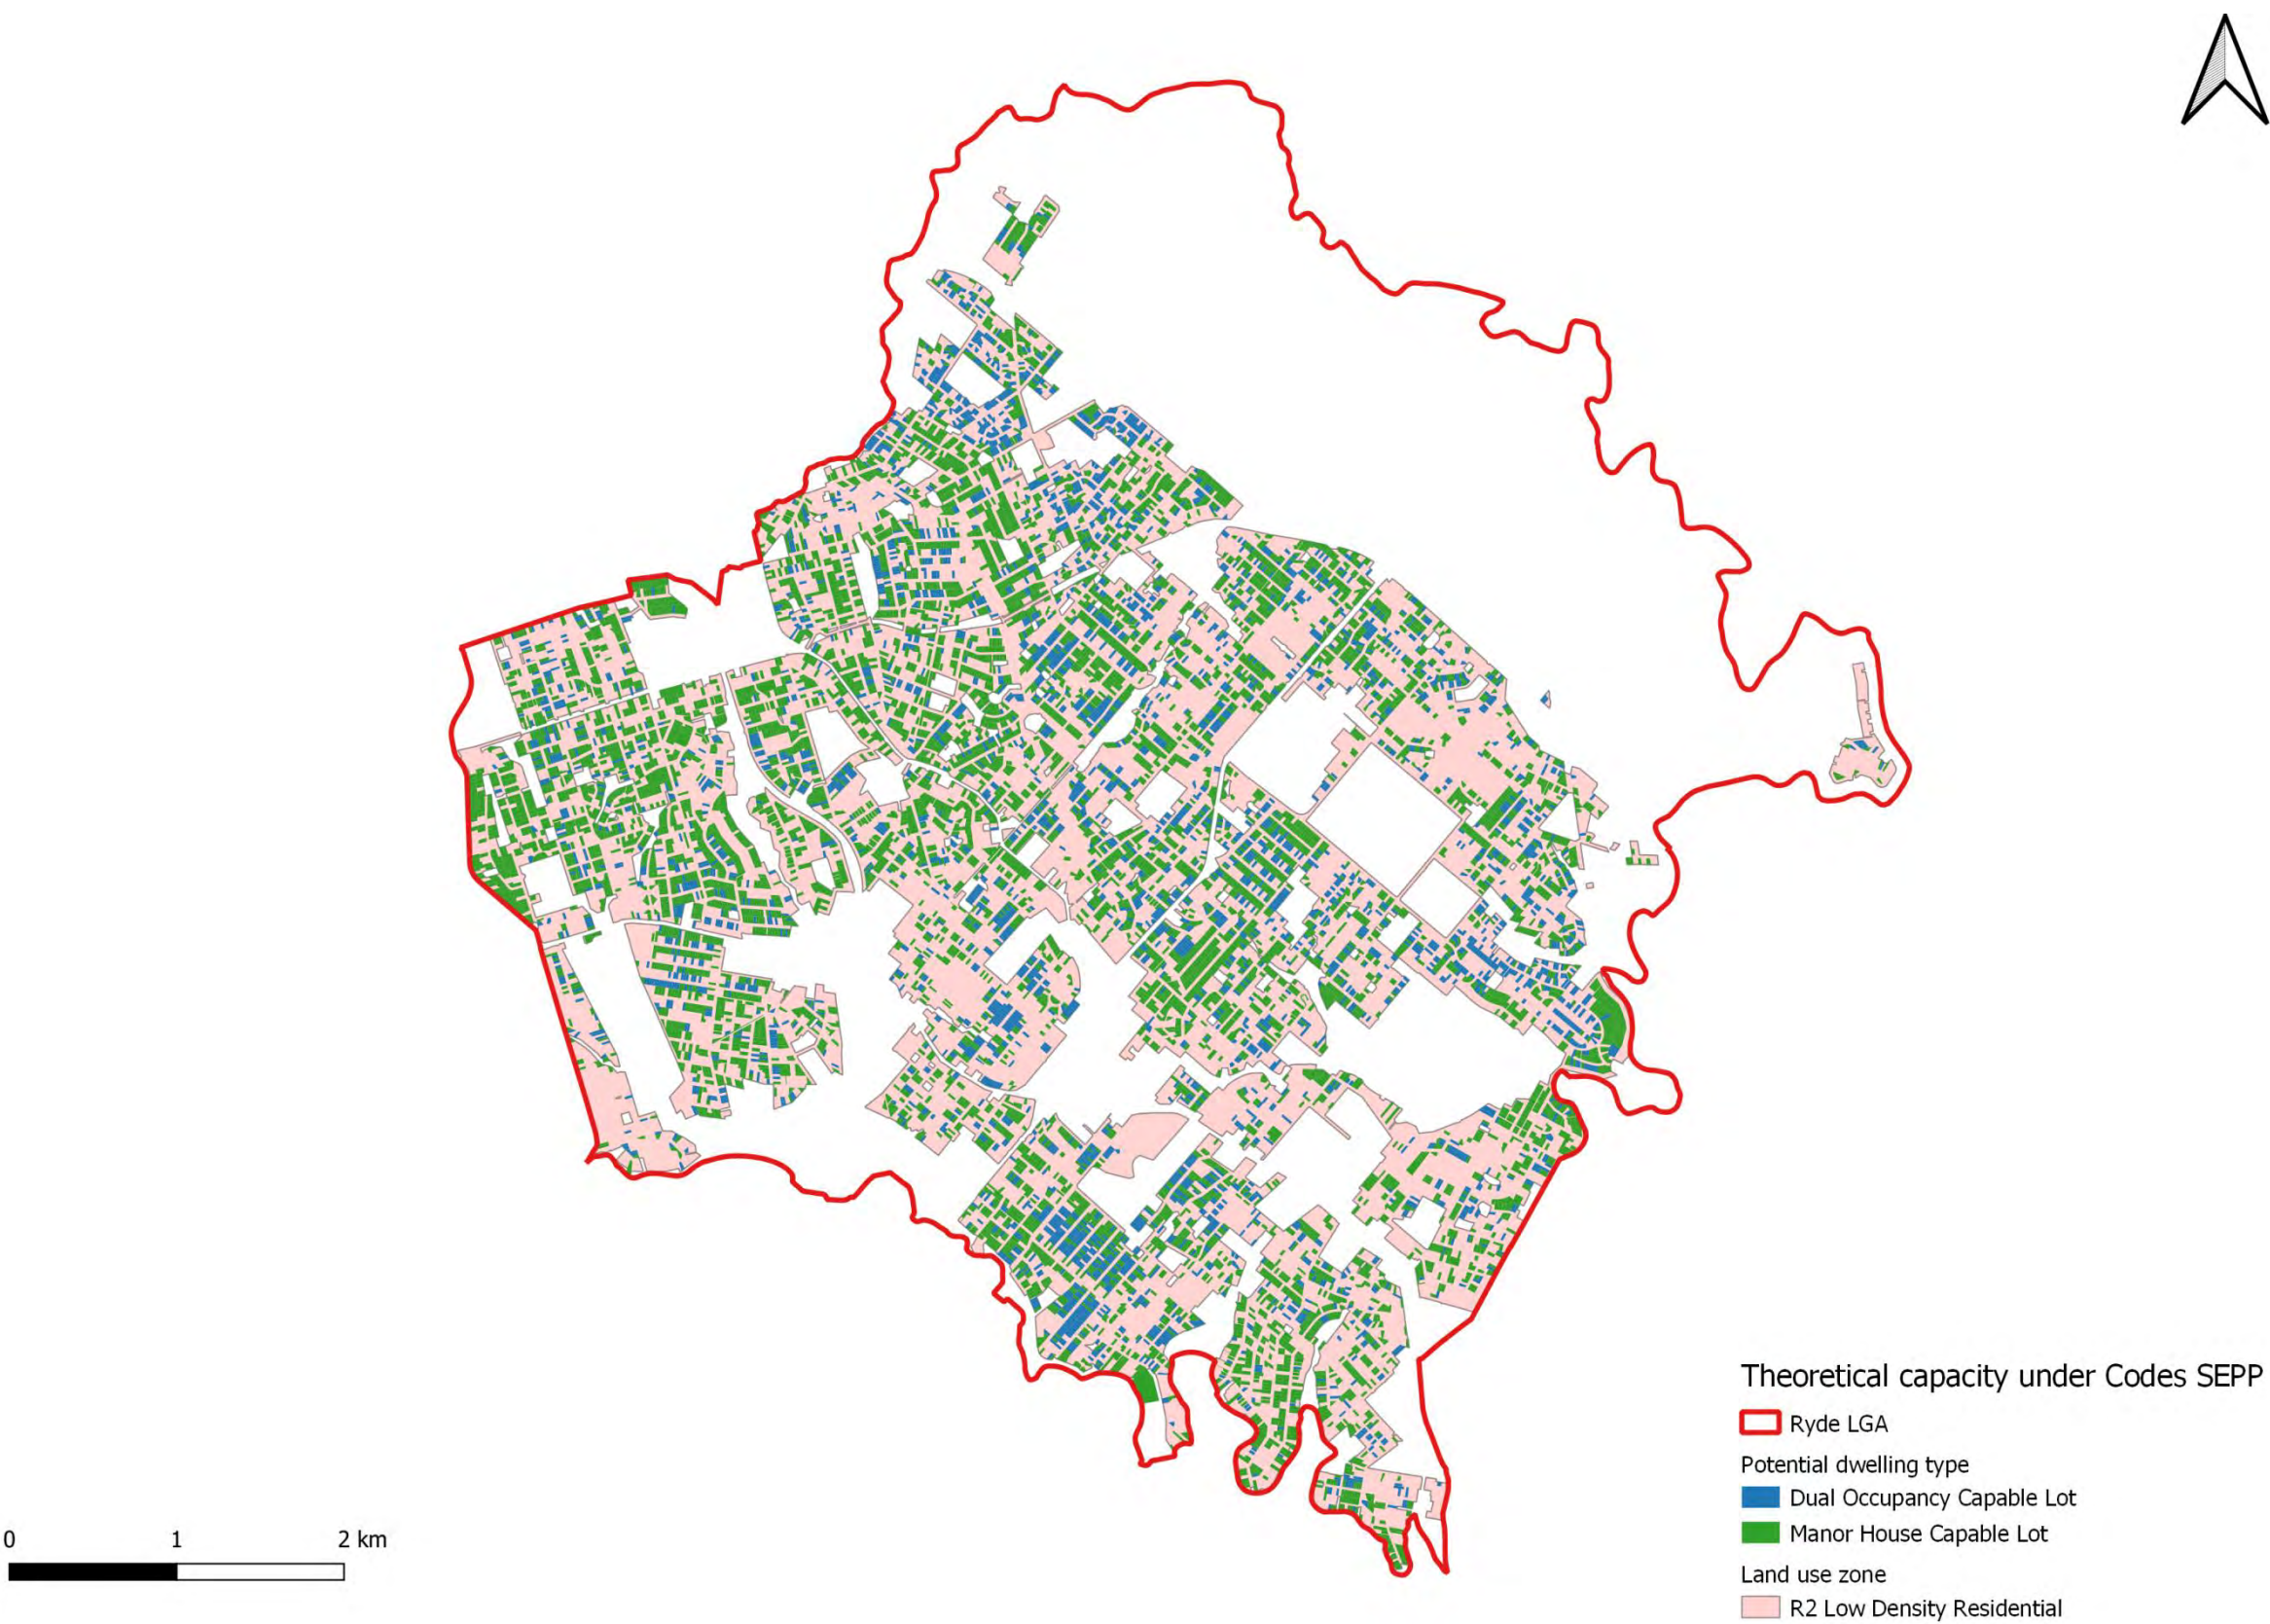 Theoretical capacity under Codes SEPP
Ryde LGA
Potential dwelling type
Dual Occupancy Capable Lot
Manor House Capable Lot
Land use zone
R2 Low Density Residential
0 1 2 km